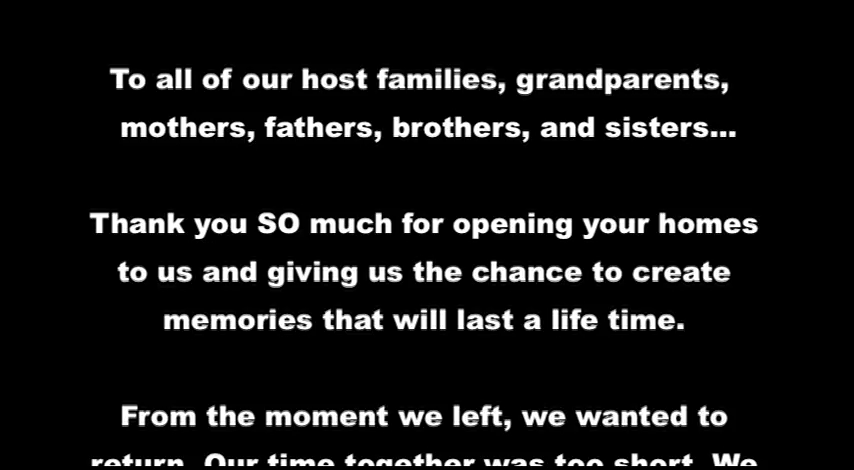 To all of our host families, grandparents,
mothers, fathers, brothers, and sisters...
Thank you SO much for opening your homes
to us and giving us the chance to create
memories that will last a life time.
From the moment we left, we wanted to
return. Our time together was too short. We